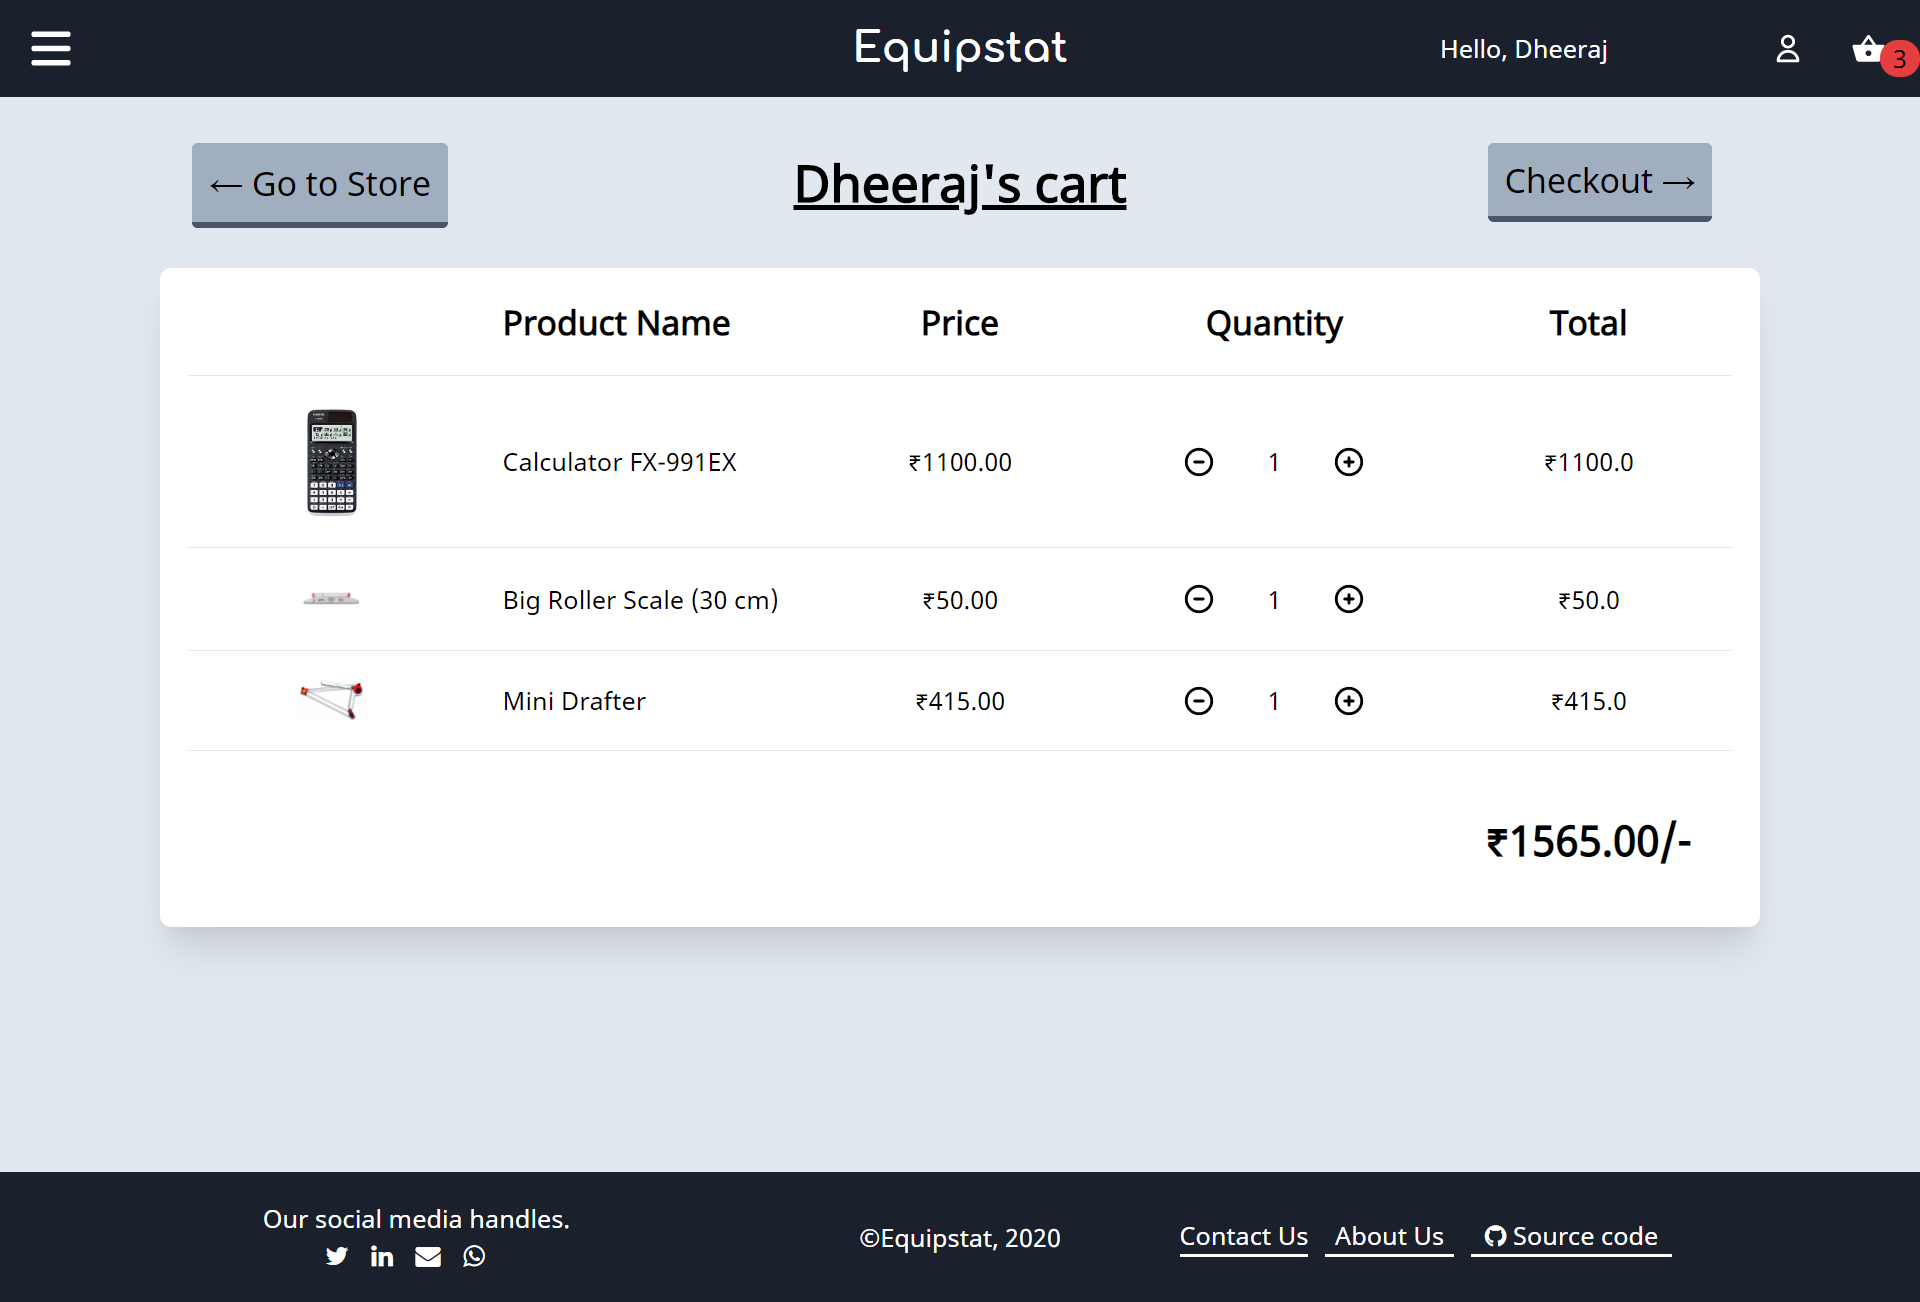 Equipstat
Hello, Dheeraj
3
← Go to Store
Dheeraj's cart
Checkout →
Product Name Price Quantity Total
Calculator FX-991EX ₹1100.00 1 ₹1100.0
Big Roller Scale (30 cm) ₹50.00 1 ₹50.0
Mini Drafter ₹415.00 1 ₹415.0
₹1565.00/-
Our social media handles.
©Equipstat, 2020
Contact Us About Us Source code